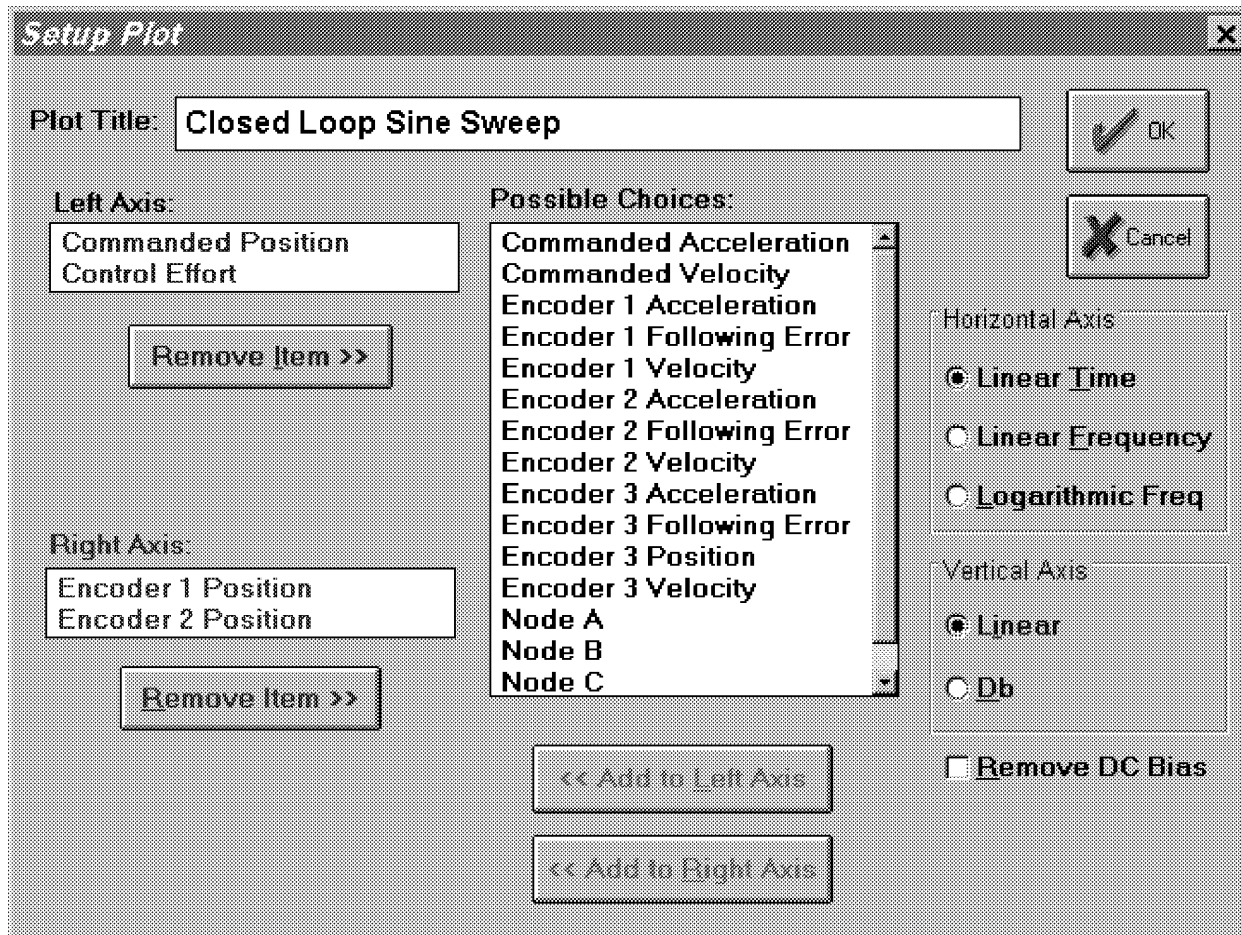 Setup Plot
Plot Title: Closed Loop Sine Sweep
OK
Cancel
Left Axis:
Commanded Position
Control Effort
Remove Item >>
Right Axis:
Encoder 1 Position
Encoder 2 Position
Remove Item >>
Possible Choices:
Commanded Acceleration
Commanded Velocity
Encoder 1 Acceleration
Encoder 1 Following Error
Encoder 1 Velocity
Encoder 2 Acceleration
Encoder 2 Following Error
Encoder 2 Velocity
Encoder 3 Acceleration
Encoder 3 Following Error
Encoder 3 Position
Encoder 3 Velocity
Node A
Node B
Node C
<< Add to Left Axis
<< Add to Right Axis
Horizontal Axis
Linear Time
Linear Frequency
Logarithmic Freq
Vertical Axis
Linear
Db
Remove DC Bias